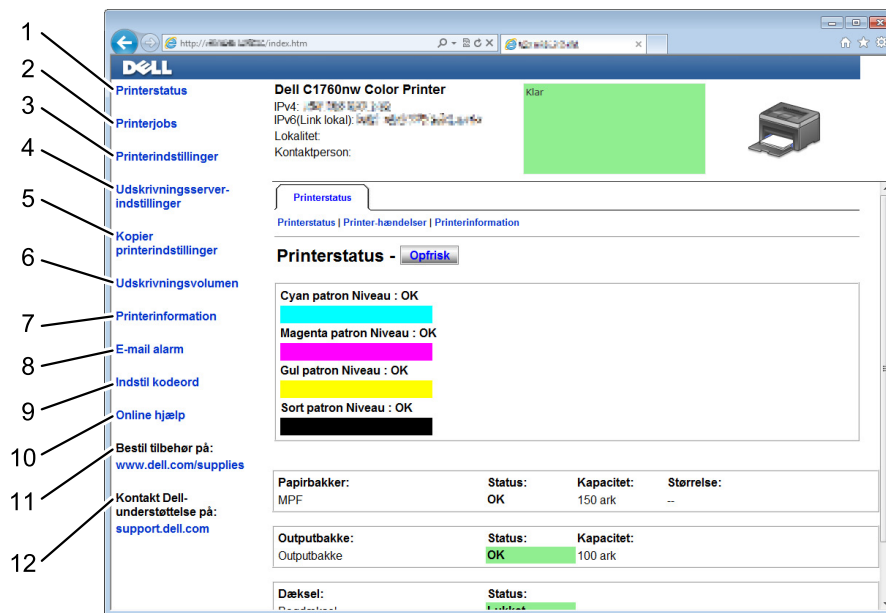 1
2
3
4
5
6
7
8
9
10
11
12
http:// /index.htm
DELL
Printerstatus
Printerjobs
Printerindstillinger
Udskrivningsserver-
indstillinger
Kopier
printerindstillinger
Udskrivningsvolumen
Printerinformation
E-mail alarm
Indstil kodeord
Online hjælp
Bestil tilbehør på:
www.dell.com/supplies
Kontakt Dell-
understøttelse på:
support.dell.com
Dell C1760nw Color Printer
IPv4:
IPv6(Link lokal):
Lokalitet:
Kontaktperson:
Klar
Printerstatus
Printerstatus | Printer-hændelser | Printerinformation
Printerstatus - Opfrisk
Cyan patron Niveau : OK
Magenta patron Niveau : OK
Gul patron Niveau : OK
Sort patron Niveau : OK
Papirbakker: Status: Kapacitet: Størrelse:
MPF OK 150 ark --
Outputbakke: Status: Kapacitet:
Outputbakke OK 100 ark
Dæksel: Status: